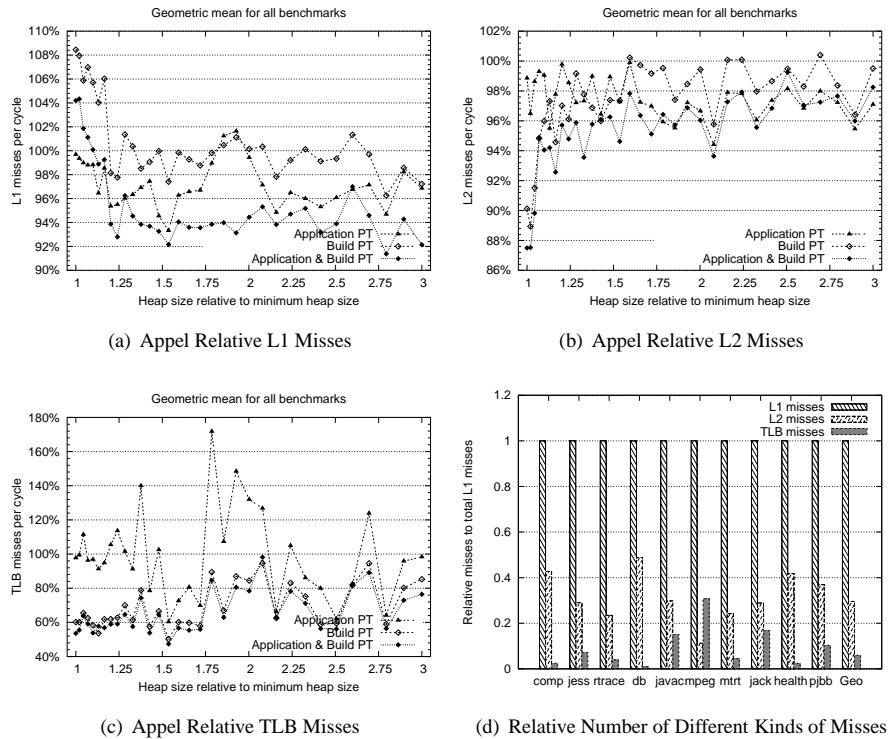 Geometric mean for all benchmarks
110%
108%
106%
104%
102%
100%
98%
96%
94%
92%
90%
L1 misses per cycle
Application PT
Build PT
Application & Build PT
1 1.25 1.5 1.75 2 2.25 2.5 2.75 3
Heap size relative to minimum heap size
(a) Appel Relative L1 Misses
Geometric mean for all benchmarks
102%
100%
98%
96%
94%
92%
90%
88%
86%
L2 misses per cycle
Application PT
Build PT
Application & Build PT
1 1.25 1.5 1.75 2 2.25 2.5 2.75 3
Heap size relative to minimum heap size
(b) Appel Relative L2 Misses
Geometric mean for all benchmarks
180%
160%
140%
120%
100%
80%
60%
40%
TLB misses per cycle
Application PT
Build PT
Application & Build PT
1 1.25 1.5 1.75 2 2.25 2.5 2.75 3
Heap size relative to minimum heap size
(c) Appel Relative TLB Misses
1.2
1
0.8
0.6
0.4
0.2
0
Relative misses to total L1 misses
L1 misses
L2 misses
TLB misses
comp jess rtrace db javac mpeg mtrt jack health pjbb Geo
(d) Relative Number of Different Kinds of Misses